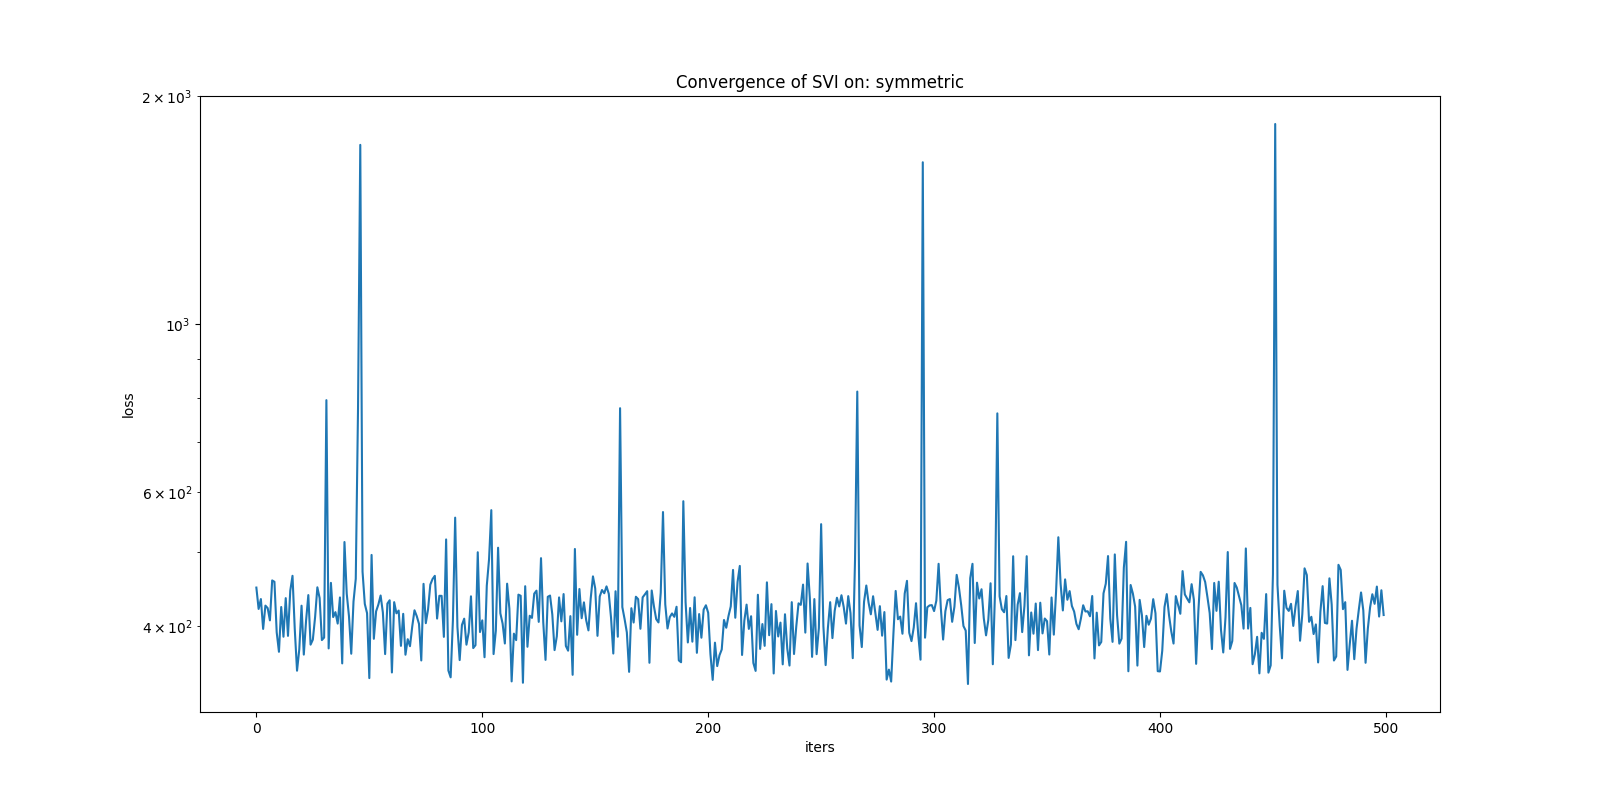 Convergence of SVI on: symmetric
2 × 10³
10³
6 × 10²
4 × 10²
loss
0 100 200 300 400 500
iters